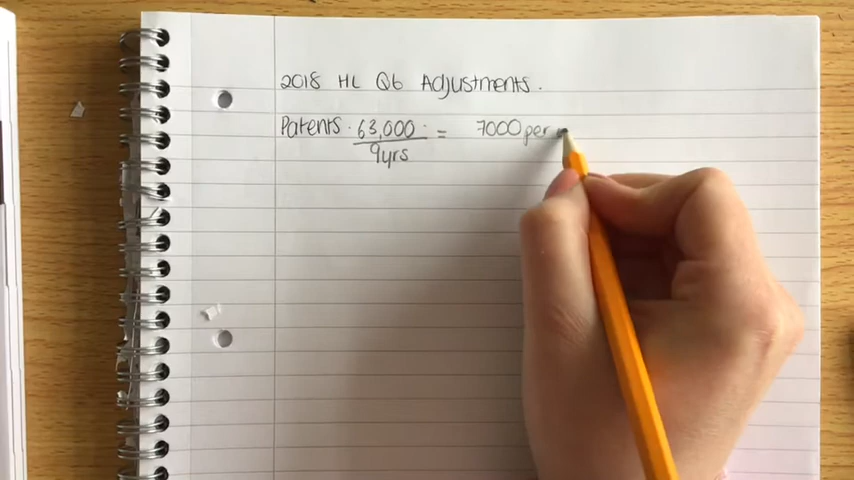 2018 HL Q6 Adjustments.
Patents. 63,000 = 7000 per
9yrs